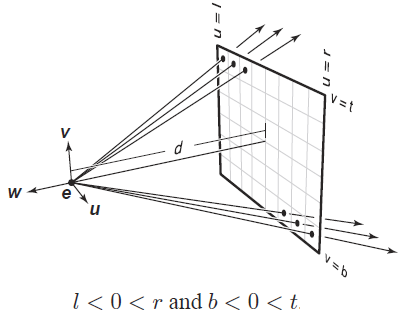 u=l
u=r
v=t
d
v
w
e
u
v=b
l < 0 < r and b < 0 < t.